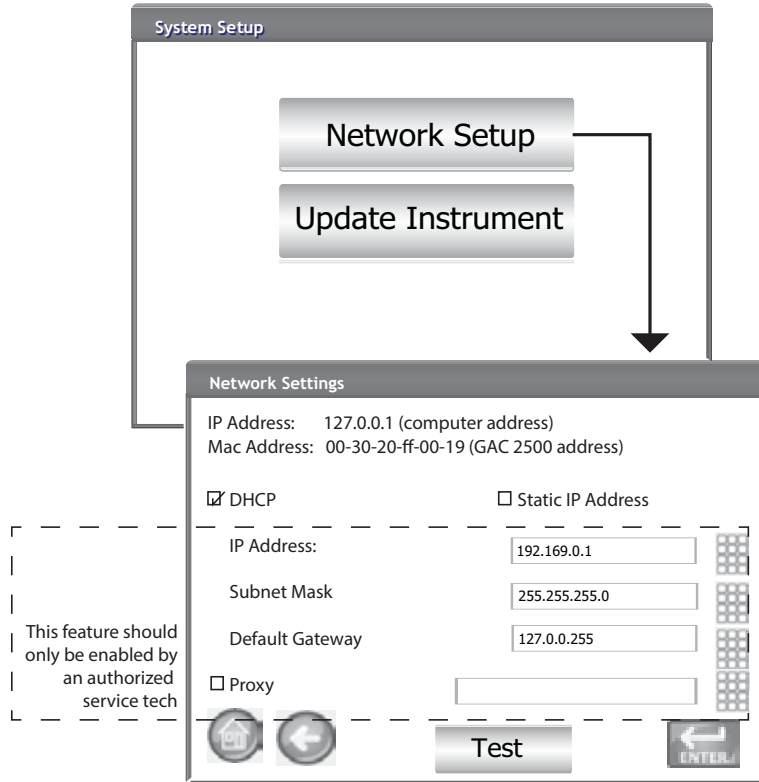 System Setup
Network Setup
Update Instrument
Network Settings
IP Address: 127.0.0.1 (computer address)
Mac Address: 00-30-20-ff-00-19 (GAC 2500 address)
DHCP
Static IP Address
IP Address: 192.169.0.1
Subnet Mask 255.255.255.0
Default Gateway 127.0.0.255
Proxy
This feature should
only be enabled by
an authorized
service tech
Test
ENTER